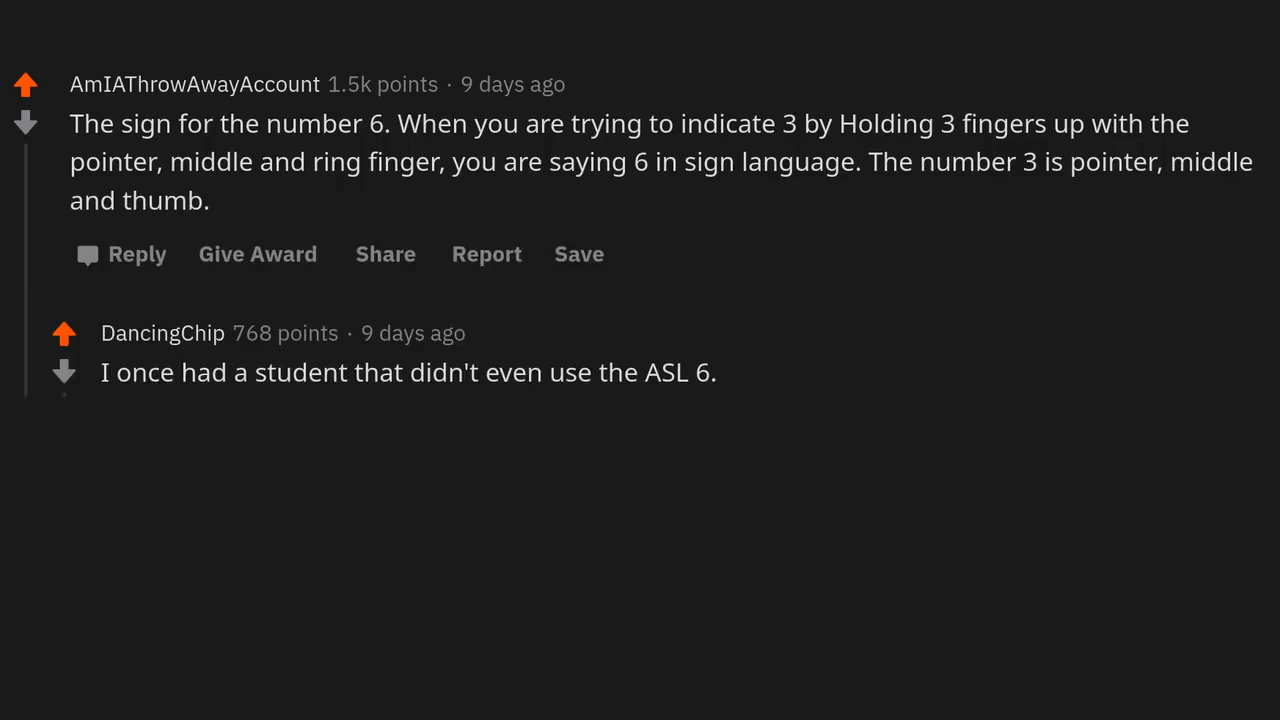 AmIAThrowAwayAccount 1.5k points · 9 days ago
The sign for the number 6. When you are trying to indicate 3 by Holding 3 fingers up with the
pointer, middle and ring finger, you are saying 6 in sign language. The number 3 is pointer, middle
and thumb.
Reply Give Award Share Report Save
DancingChip 768 points · 9 days ago
I once had a student that didn't even use the ASL 6.